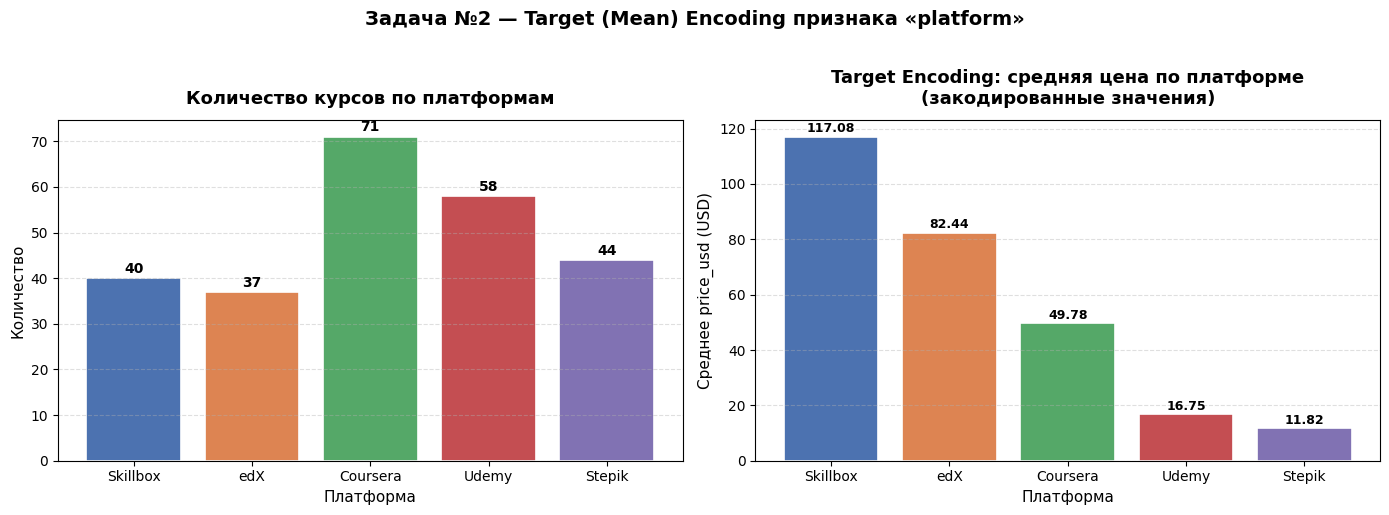 Задача №2 — Target (Mean) Encoding признака «platform»
Количество курсов по платформам
Количество
70
60
50
40
30
20
10
0
40
37
71
58
44
Skillbox
edX
Coursera
Udemy
Stepik
Платформа
Target Encoding: средняя цена по платформе
(закодированные значения)
Среднее price_usd (USD)
120
100
80
60
40
20
0
117.08
82.44
49.78
16.75
11.82
Skillbox
edX
Coursera
Udemy
Stepik
Платформа